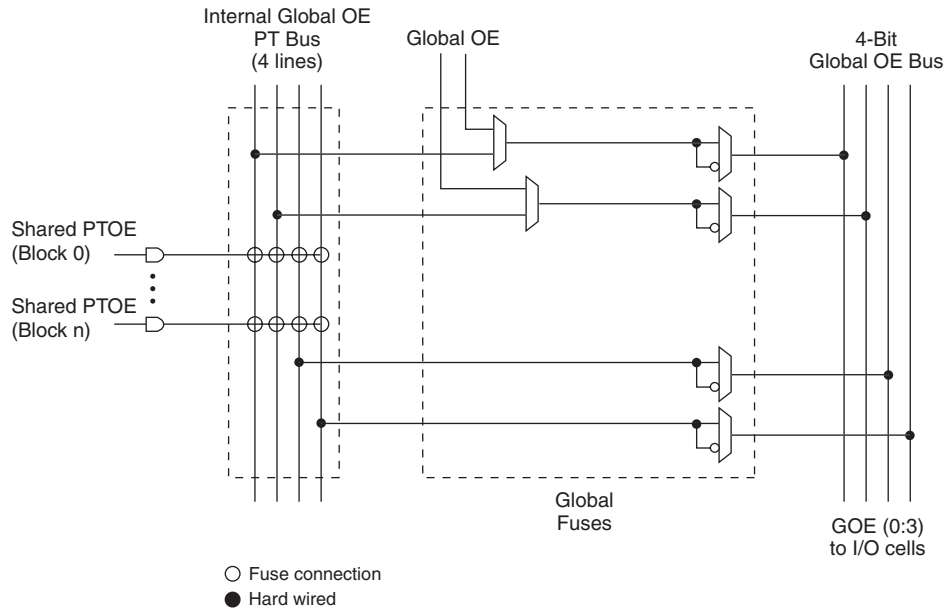 Internal Global OE
PT Bus
(4 lines)
Global OE
4-Bit
Global OE Bus
Shared PTOE
(Block 0)
Shared PTOE
(Block n)
Global
Fuses
GOE (0:3)
to I/O cells
Fuse connection
Hard wired